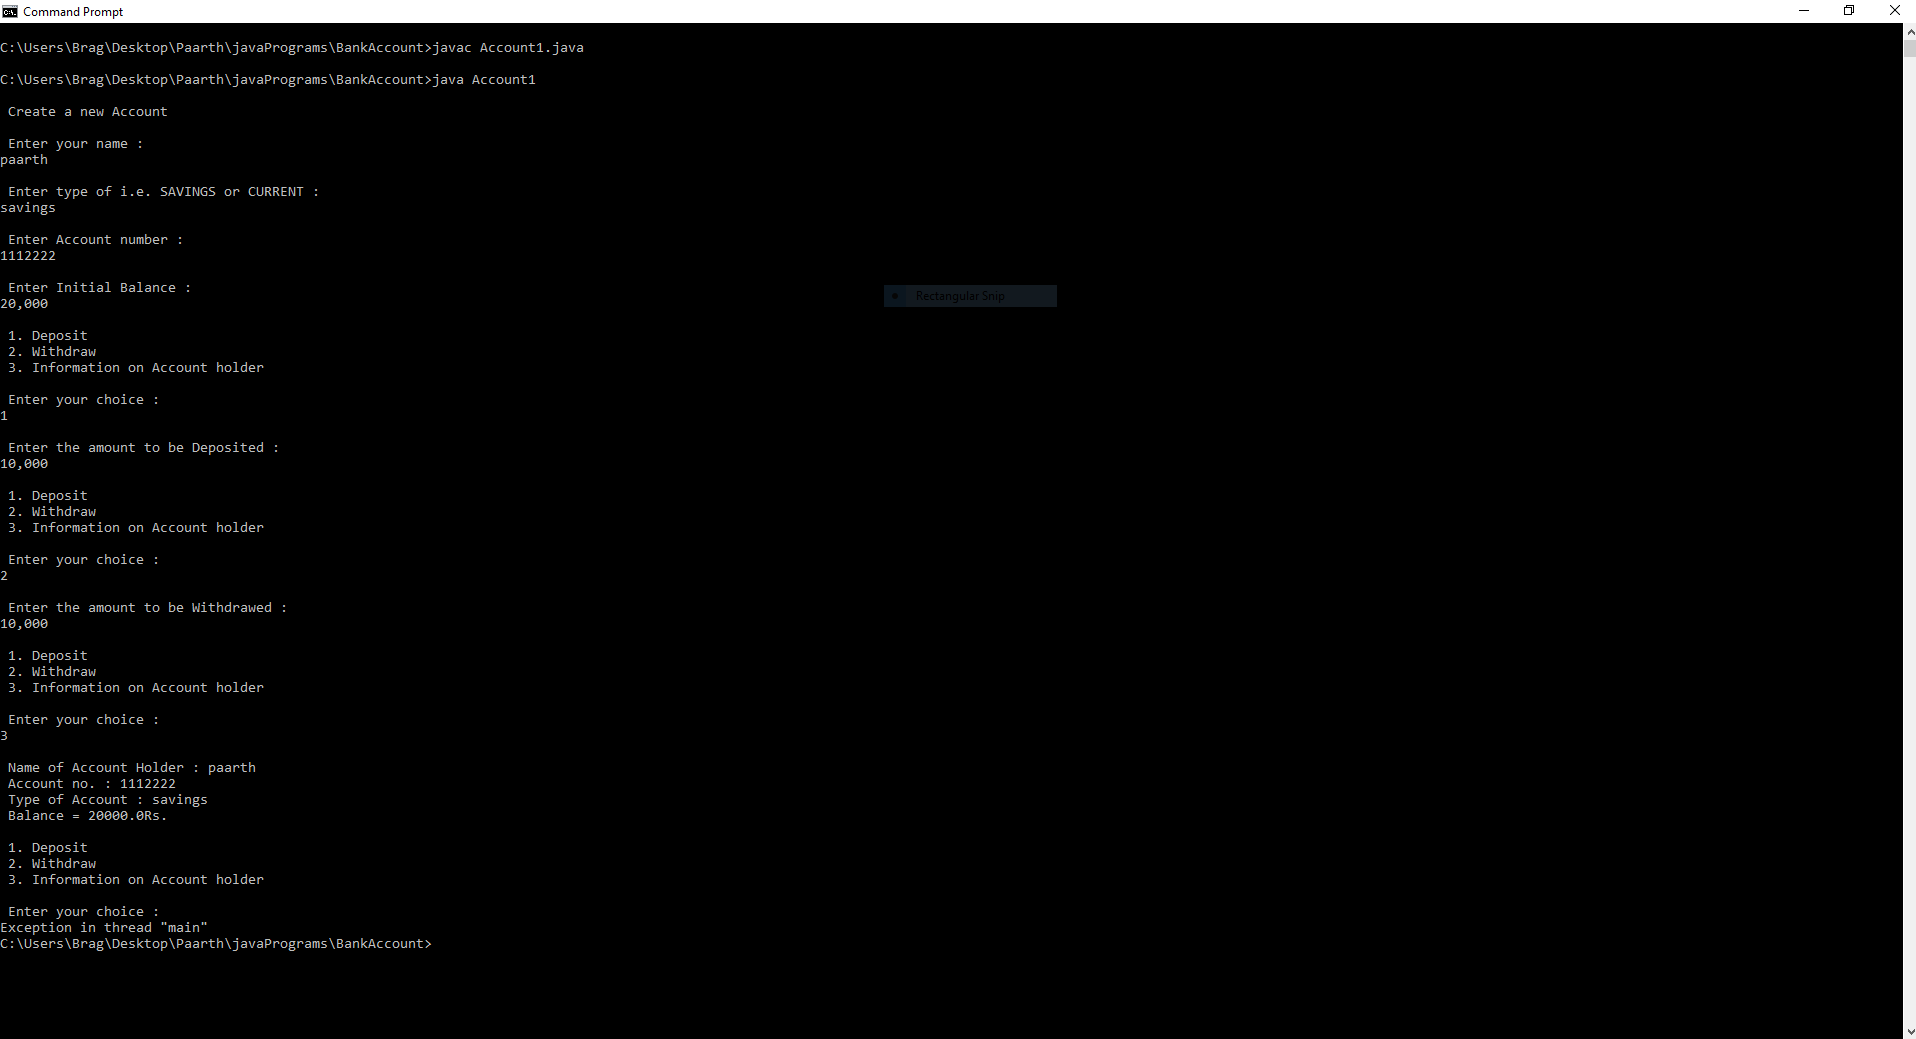 Command Prompt
C:\Users\Brag\Desktop\Paarth\javaPrograms\BankAccount>javac Account1.java
C:\Users\Brag\Desktop\Paarth\javaPrograms\BankAccount>java Account1
Create a new Account
Enter your name :
paarth
Enter type of i.e. SAVINGS or CURRENT :
savings
Enter Account number :
1112222
Enter Initial Balance :
20,000
Rectangular Snip
1. Deposit
2. Withdraw
3. Information on Account holder
Enter your choice :
1
Enter the amount to be Deposited :
10,000
1. Deposit
2. Withdraw
3. Information on Account holder
Enter your choice :
2
Enter the amount to be Withdrawed :
10,000
1. Deposit
2. Withdraw
3. Information on Account holder
Enter your choice :
3
Name of Account Holder : paarth
Account no. : 1112222
Type of Account : savings
Balance = 20000.0Rs.
1. Deposit
2. Withdraw
3. Information on Account holder
Enter your choice :
Exception in thread "main"
C:\Users\Brag\Desktop\Paarth\javaPrograms\BankAccount>